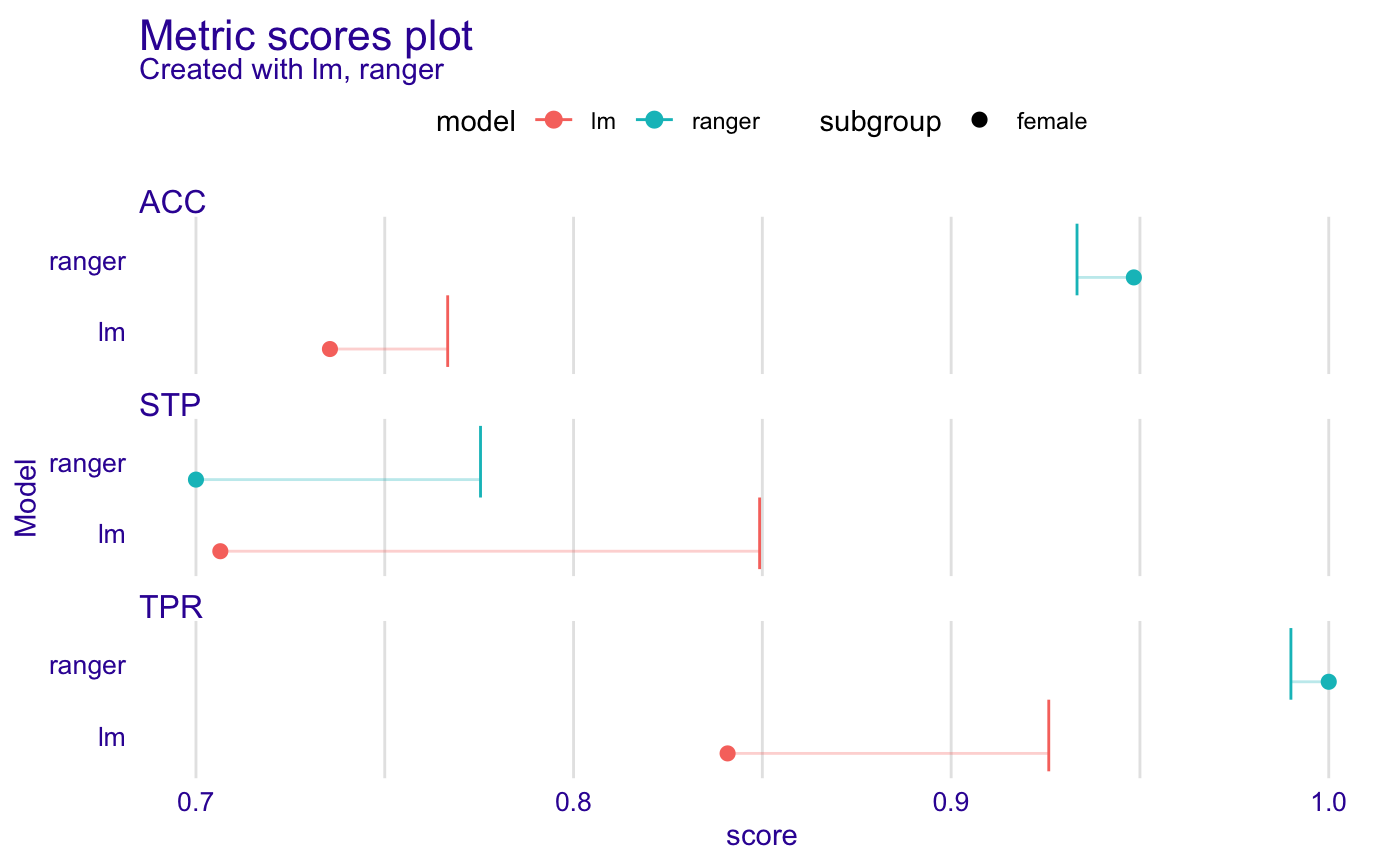 Metric scores plot
Created with lm, ranger
model lm ranger subgroup female
ACC
ranger
lm
STP
ranger
lm
Model
TPR
ranger
lm
0.7 0.8 0.9 1.0
score